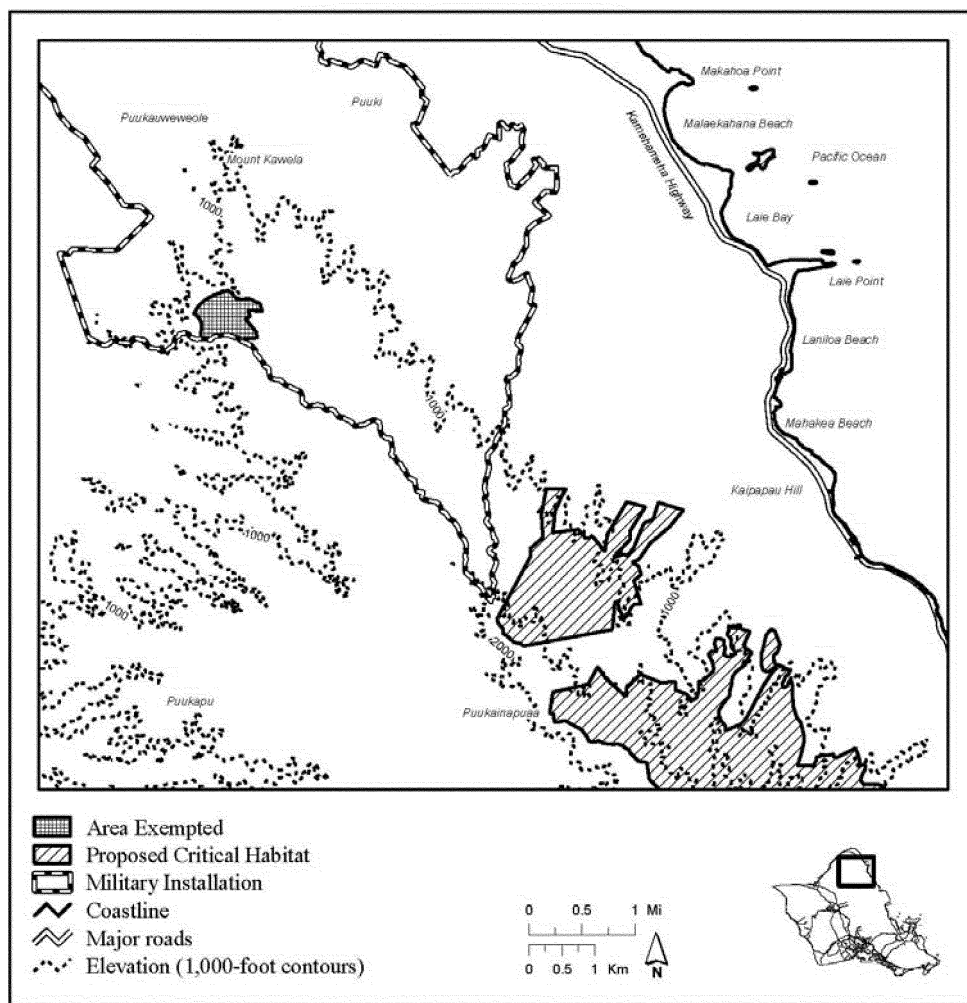 Makahoa Point
Puuki
Puukauweweole
Malaekahana Beach
Kamehameha Highway
Mount Kawela
Pacific Ocean
1000
Laie Bay
Laie Point
Laniloa Beach
1000
Mahakea Beach
Kaipapau Hill
1000
1000
1000
2000
Puukapu
Puukainapuaa
Area Exempted
Proposed Critical Habitat
Military Installation
Coastline
Major roads
Elevation (1,000-foot contours)
0 0.5 1 Mi
0 0.5 1 Km
N